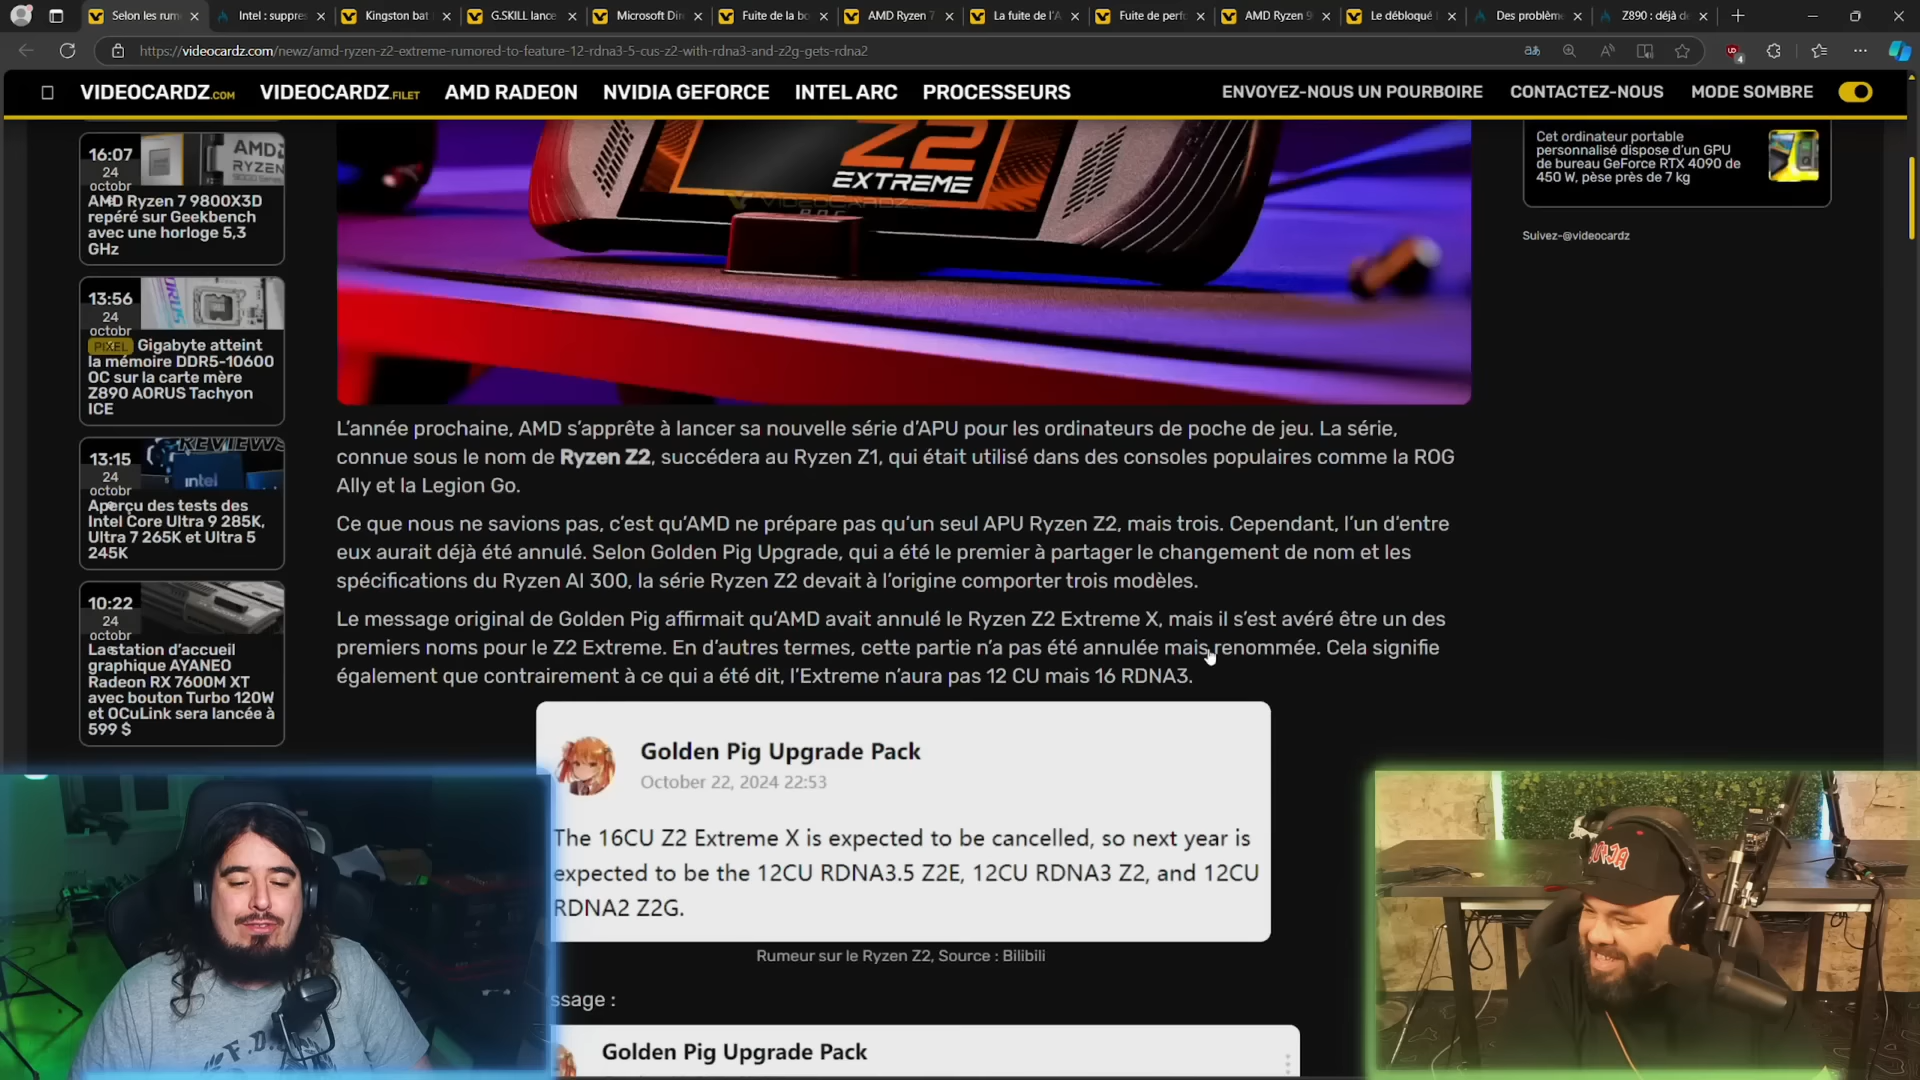 Selon les rum
Intel : suppres
Kingston bat
G.SKILL lance
Microsoft Dir
Fuite de la bo
AMD Ryzen 7
La fuite de l'A
Fuite de perfo
AMD Ryzen 9
Le débloqué
Des problèm
Z890 : déjà de
https://videocardz.com/newz/amd-ryzen-z2-extreme-rumored-to-feature-12-rdna3-5-cus-z2-with-rdna3-and-z2g-gets-rdna2
VIDEOCARDZ.COM
VIDEOCARDZ.FILET
AMD RADEON
NVIDIA GEFORCE
INTEL ARC
PROCESSEURS
ENVOYEZ-NOUS UN POURBOIRE
CONTACTEZ-NOUS
MODE SOMBRE
16:07
24
octobr
AMD Ryzen 7 9800X3D
repéré sur Geekbench
avec une horloge 5,3
GHz
13:56
24
octobr
PIXEL Gigabyte atteint
la mémoire DDR5-10600
OC sur la carte mère
Z890 AORUS Tachyon
ICE
13:15
24
octobr
REVIEWS
intel
Aperçu des tests des
Intel Core Ultra 9 285K,
Ultra 7 265K et Ultra 5
245K
10:22
24
octobr
La station d'accueil
graphique AYANEO
Radeon RX 7600M XT
avec bouton Turbo 120W
et OCuLink sera lancée à
599 $
AMD
RYZEN
Z2
EXTREME
VIDEOCARDZ
Cet ordinateur portable
personnalisé dispose d'un GPU
de bureau GeForce RTX 4090 de
450 W, pèse près de 7 kg
Suivez-@videocardz
L'année prochaine, AMD s'apprête à lancer sa nouvelle série d'APU pour les ordinateurs de poche de jeu. La série,
connue sous le nom de Ryzen Z2, succédera au Ryzen Z1, qui était utilisé dans des consoles populaires comme la ROG
Ally et la Legion Go.
Ce que nous ne savions pas, c'est qu'AMD ne prépare pas qu'un seul APU Ryzen Z2, mais trois. Cependant, l'un d'entre
eux aurait déjà été annulé. Selon Golden Pig Upgrade, qui a été le premier à partager le changement de nom et les
spécifications du Ryzen AI 300, la série Ryzen Z2 devait à l'origine comporter trois modèles.
Le message original de Golden Pig affirmait qu'AMD avait annulé le Ryzen Z2 Extreme X, mais il s'est avéré être un des
premiers noms pour le Z2 Extreme. En d'autres termes, cette partie n'a pas été annulée mais renommée. Cela signifie
également que contrairement à ce qui a été dit, l'Extreme n'aura pas 12 CU mais 16 RDNA3.
Golden Pig Upgrade Pack
October 22, 2024 22:53
The 16CU Z2 Extreme X is expected to be cancelled, so next year is
expected to be the 12CU RDNA3.5 Z2E, 12CU RDNA3 Z2, and 12CU
RDNA2 Z2G.
Rumeur sur le Ryzen Z2, Source : Bilibili
ssage :
Golden Pig Upgrade Pack